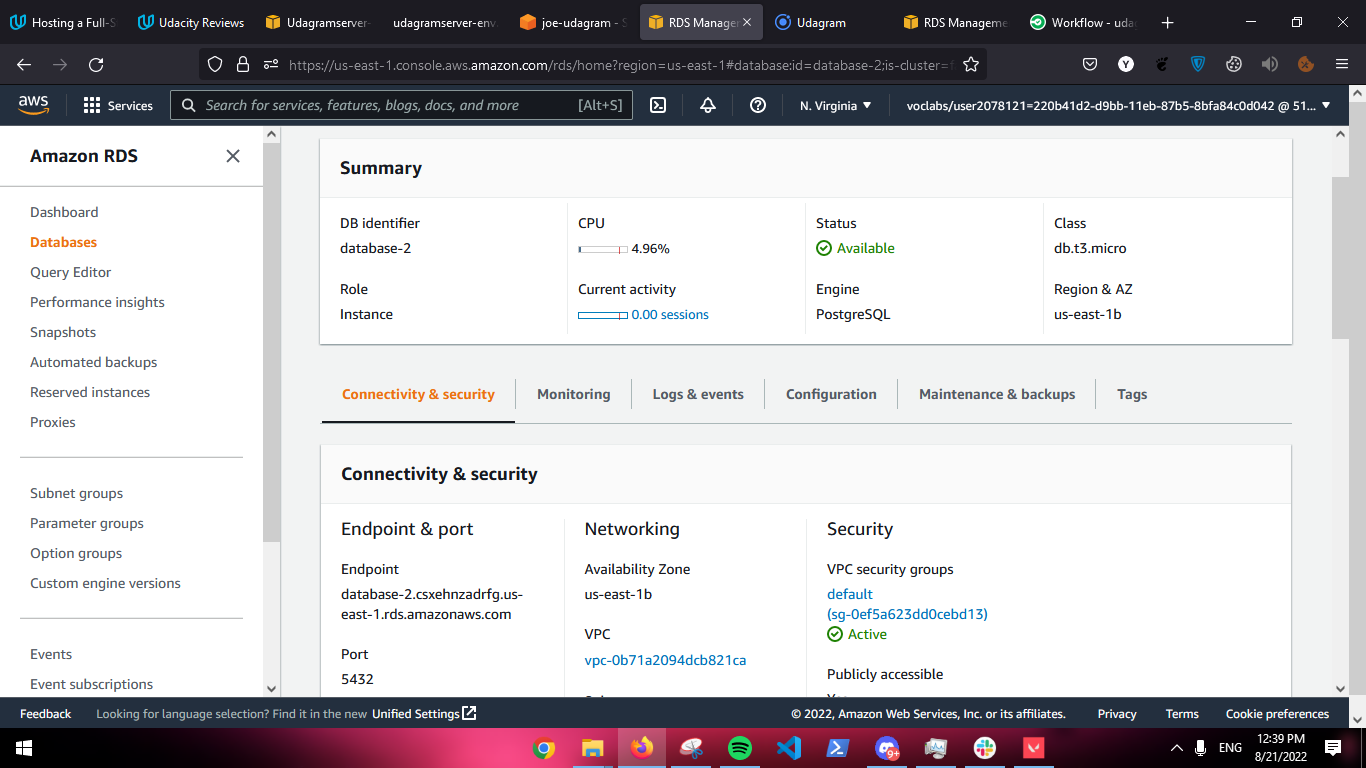 Hosting a Full-S
Udacity Reviews
Udagramserver-
udagramserver-env.
joe-udagram - S
RDS Manager
Udagram
RDS Manageme
Workflow - udag
https://us-east-1.console.aws.amazon.com/rds/home?region=us-east-1#database:id=database-2;is-cluster=f
aws
Services
Search for services, features, blogs, docs, and more
[Alt+S]
N. Virginia
voclabs/user2078121=220b41d2-d9bb-11eb-87b5-8bfa84c0d042 @ 51...
Amazon RDS
Dashboard
Databases
Query Editor
Performance insights
Snapshots
Automated backups
Reserved instances
Proxies
Subnet groups
Parameter groups
Option groups
Custom engine versions
Events
Event subscriptions
Summary
DB identifier
database-2
CPU
4.96%
Status
Available
Class
db.t3.micro
Role
Instance
Current activity
0.00 sessions
Engine
PostgreSQL
Region & AZ
us-east-1b
Connectivity & security
Monitoring
Logs & events
Configuration
Maintenance & backups
Tags
Connectivity & security
Endpoint & port
Endpoint
database-2.csxehnzadrfg.us-
east-1.rds.amazonaws.com
Port
5432
Networking
Availability Zone
us-east-1b
VPC
vpc-0b71a2094dcb821ca
Security
VPC security groups
default
(sg-0ef5a623dd0cebd13)
Active
Publicly accessible
Feedback
Looking for language selection? Find it in the new Unified Settings
© 2022, Amazon Web Services, Inc. or its affiliates.
Privacy
Terms
Cookie preferences
9+
ENG
12:39 PM
8/21/2022